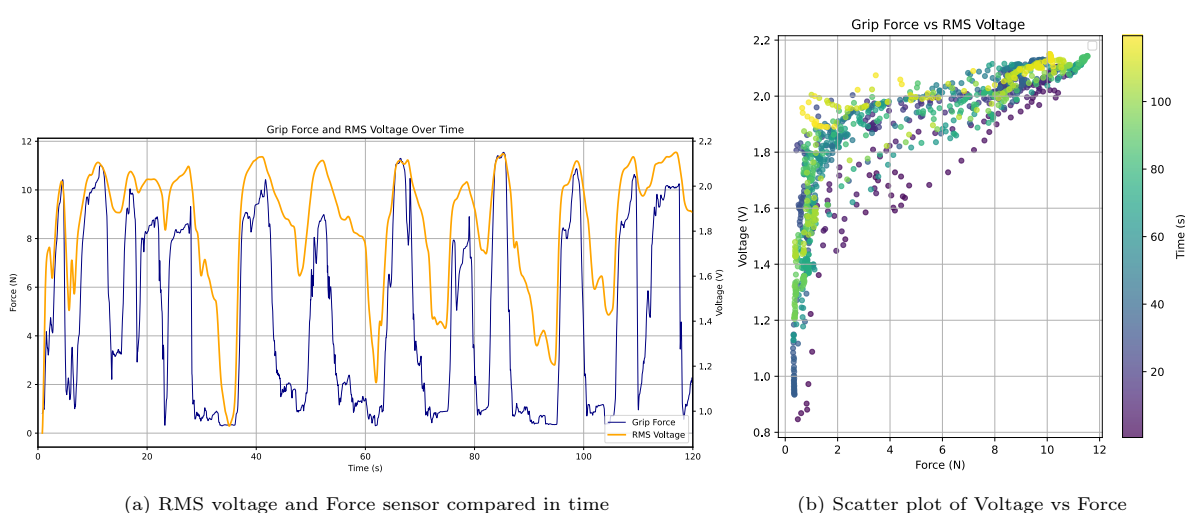 Grip Force and RMS Voltage Over Time
12
10
8
6
4
2
0
Force (N)
2.2
2.1
2.0
1.8
1.6
1.4
1.2
1.0
Voltage (V)
Grip Force
RMS Voltage
0 20 40 60 80 100 120
Time (s)
(a) RMS voltage and Force sensor compared in time
Grip Force vs RMS Voltage
2.2
2.0
1.8
1.6
1.4
1.2
1.0
0.8
Voltage (V)
0 2 4 6 8 10 12
Force (N)
100
80
60
40
20
Time (s)
(b) Scatter plot of Voltage vs Force